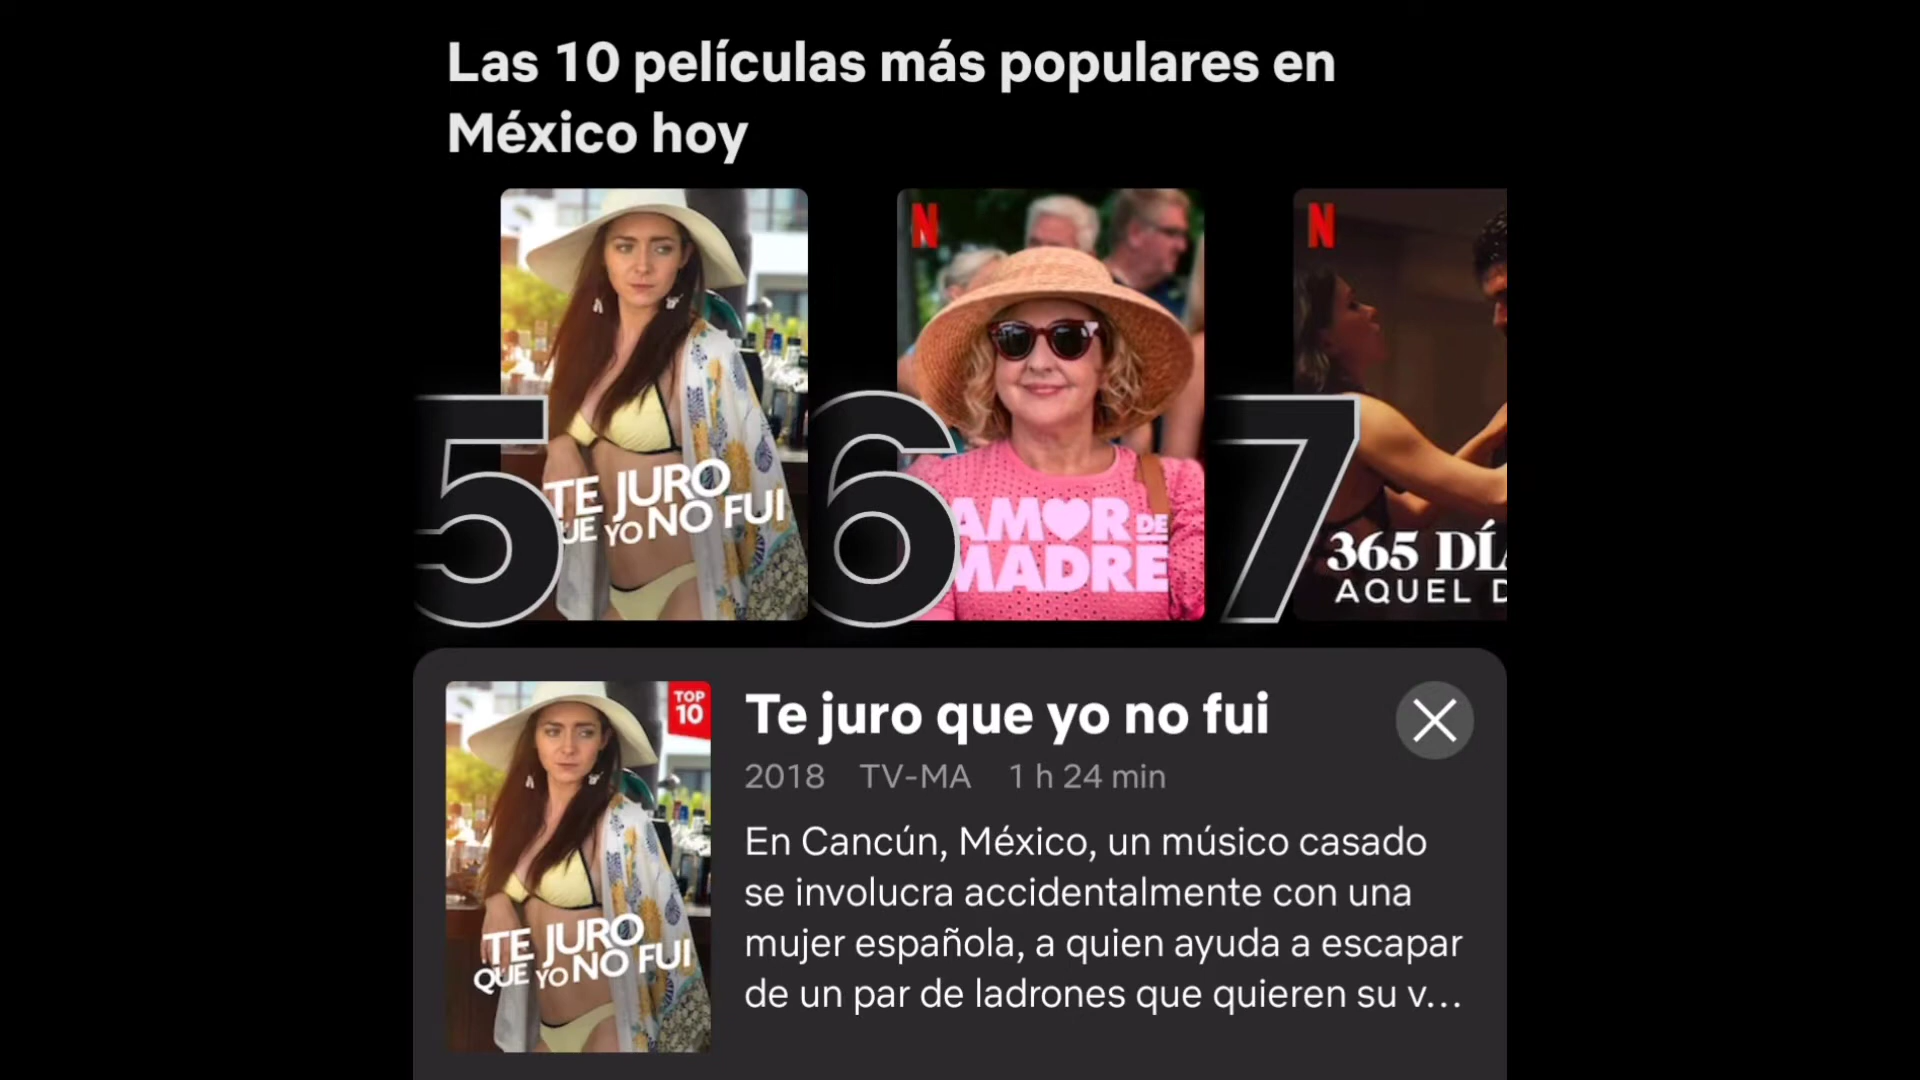 Las 10 películas más populares en
México hoy
N
N
5
TE JURO
QUE YO NO FUI
6
AMOR DE
MADRE
7
365 DÍA
AQUEL D
TOP
10
TE JURO
QUE YO NO FUI
Te juro que yo no fui
2018 TV-MA 1 h 24 min
En Cancún, México, un músico casado
se involucra accidentalmente con una
mujer española, a quien ayuda a escapar
de un par de ladrones que quieren su v...